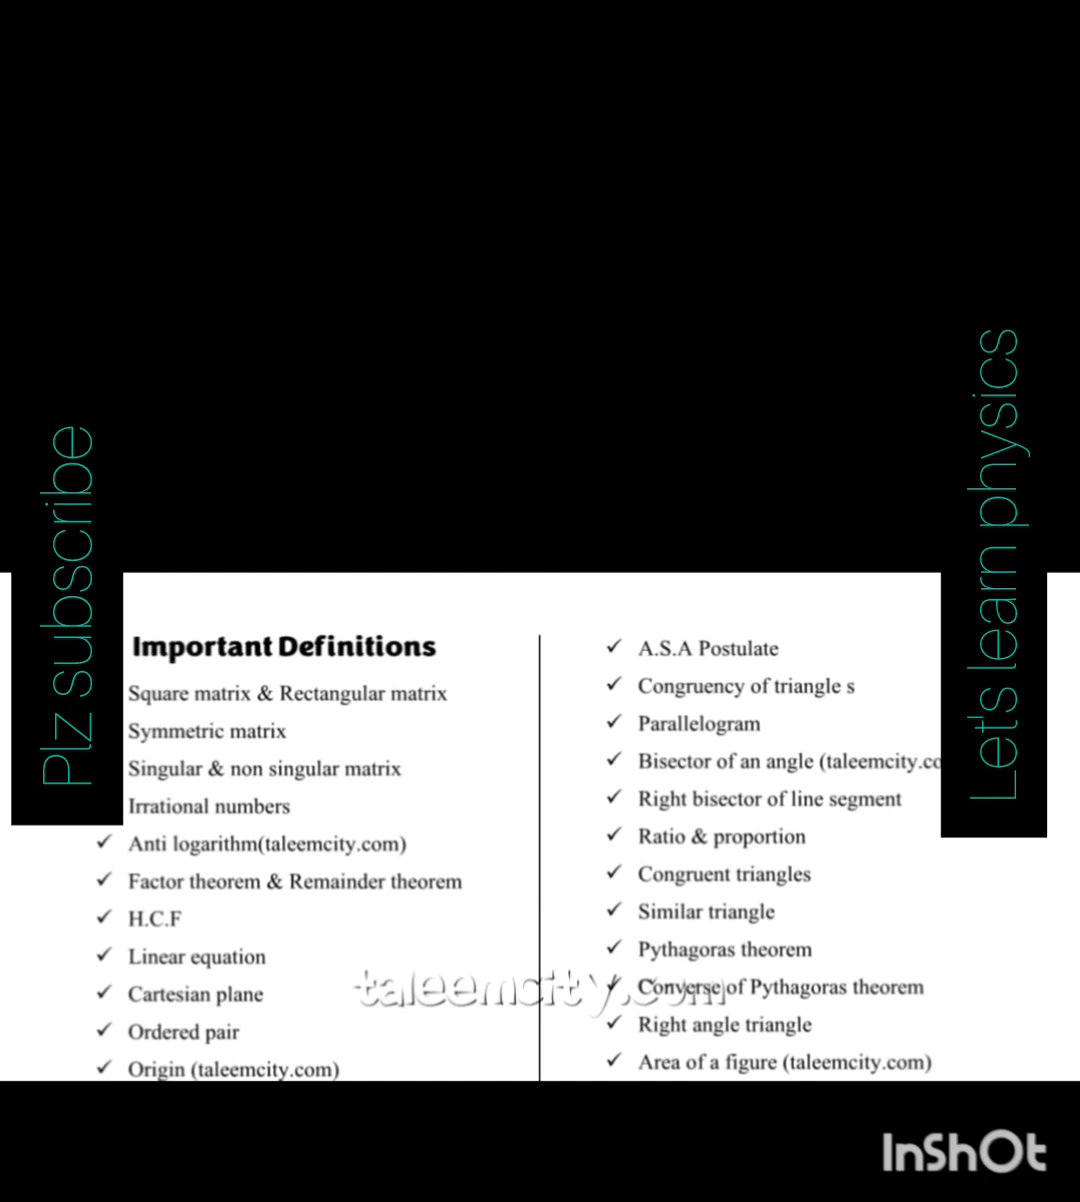 Plz subscribe
Let's learn physics
Important Definitions
Square matrix & Rectangular matrix
Symmetric matrix
Singular & non singular matrix
Irrational numbers
✓ Anti logarithm(taleemcity.com)
✓ Factor theorem & Remainder theorem
✓ H.C.F
✓ Linear equation
✓ Cartesian plane
✓ Ordered pair
✓ Origin (taleemcity.com)
✓ A.S.A Postulate
✓ Congruency of triangle s
✓ Parallelogram
✓ Bisector of an angle (taleemcity.co
✓ Right bisector of line segment
✓ Ratio & proportion
✓ Congruent triangles
✓ Similar triangle
✓ Pythagoras theorem
✓ Converse of Pythagoras theorem
✓ Right angle triangle
✓ Area of a figure (taleemcity.com)
taleemcity.com
InShOt